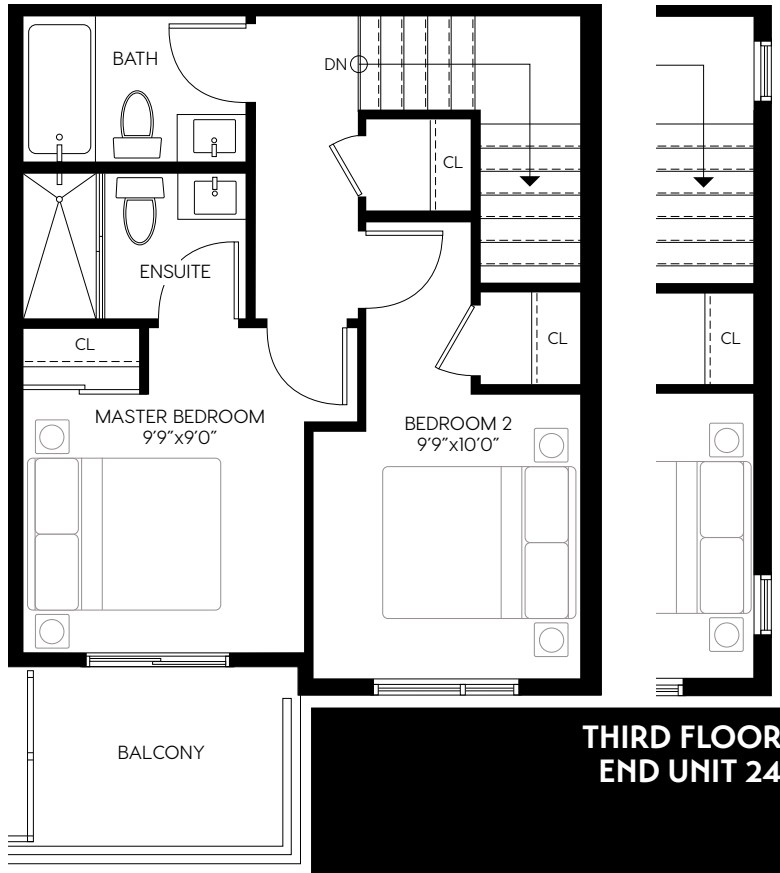 BATH
DN
CL
CL
CL
ENSUITE
CL
MASTER BEDROOM
9'9"x9'0"
BEDROOM 2
9'9"x10'0"
BALCONY
THIRD FLOOR
END UNIT 24